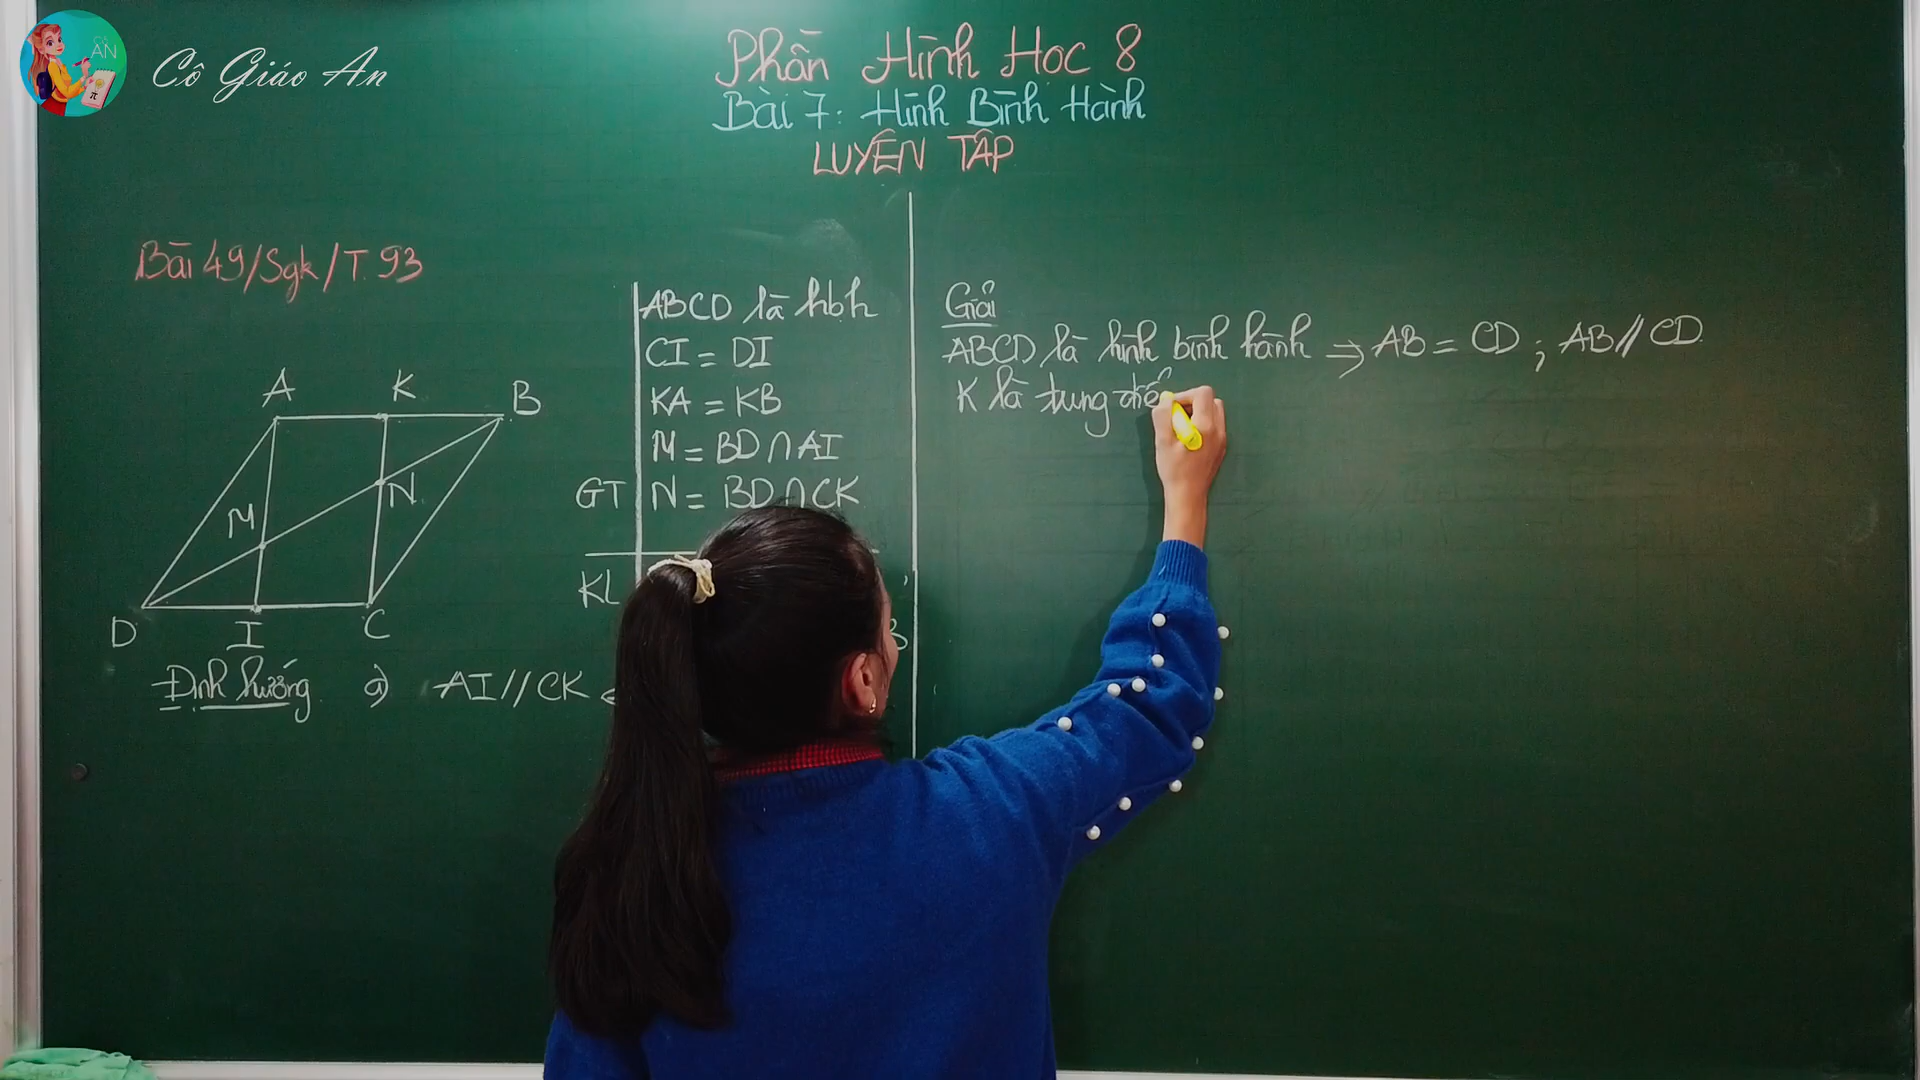 Cô Giáo An
AN
π
Phần Hình Học 8
Bài 7: Hình Bình Hành
LUYỆN TẬP
Bài 49/Sgk/T.93
A K B
M N
D I C
ABCD là hbh
CI = DI
KA = KB
M = BD ∩ AI
GT N = BD ∩ CK
KL
B
Định hướng a) AI // CK
Giải
ABCD là hình bình hành ⇒ AB = CD ; AB // CD.
K là tung